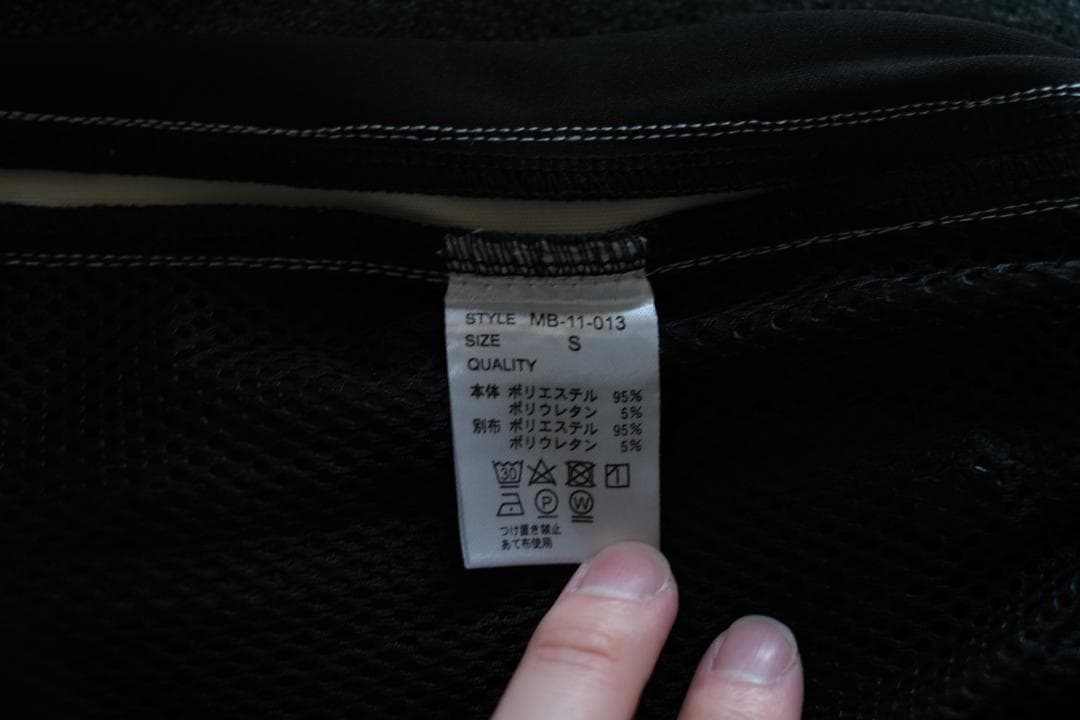 STYLE MB-11-013
SIZE S
QUALITY
本体 ポリエステル 95%
ポリウレタン 5%
別布 ポリエステル 95%
ポリウレタン 5%
30
P W
つけ置き禁止
あて布使用